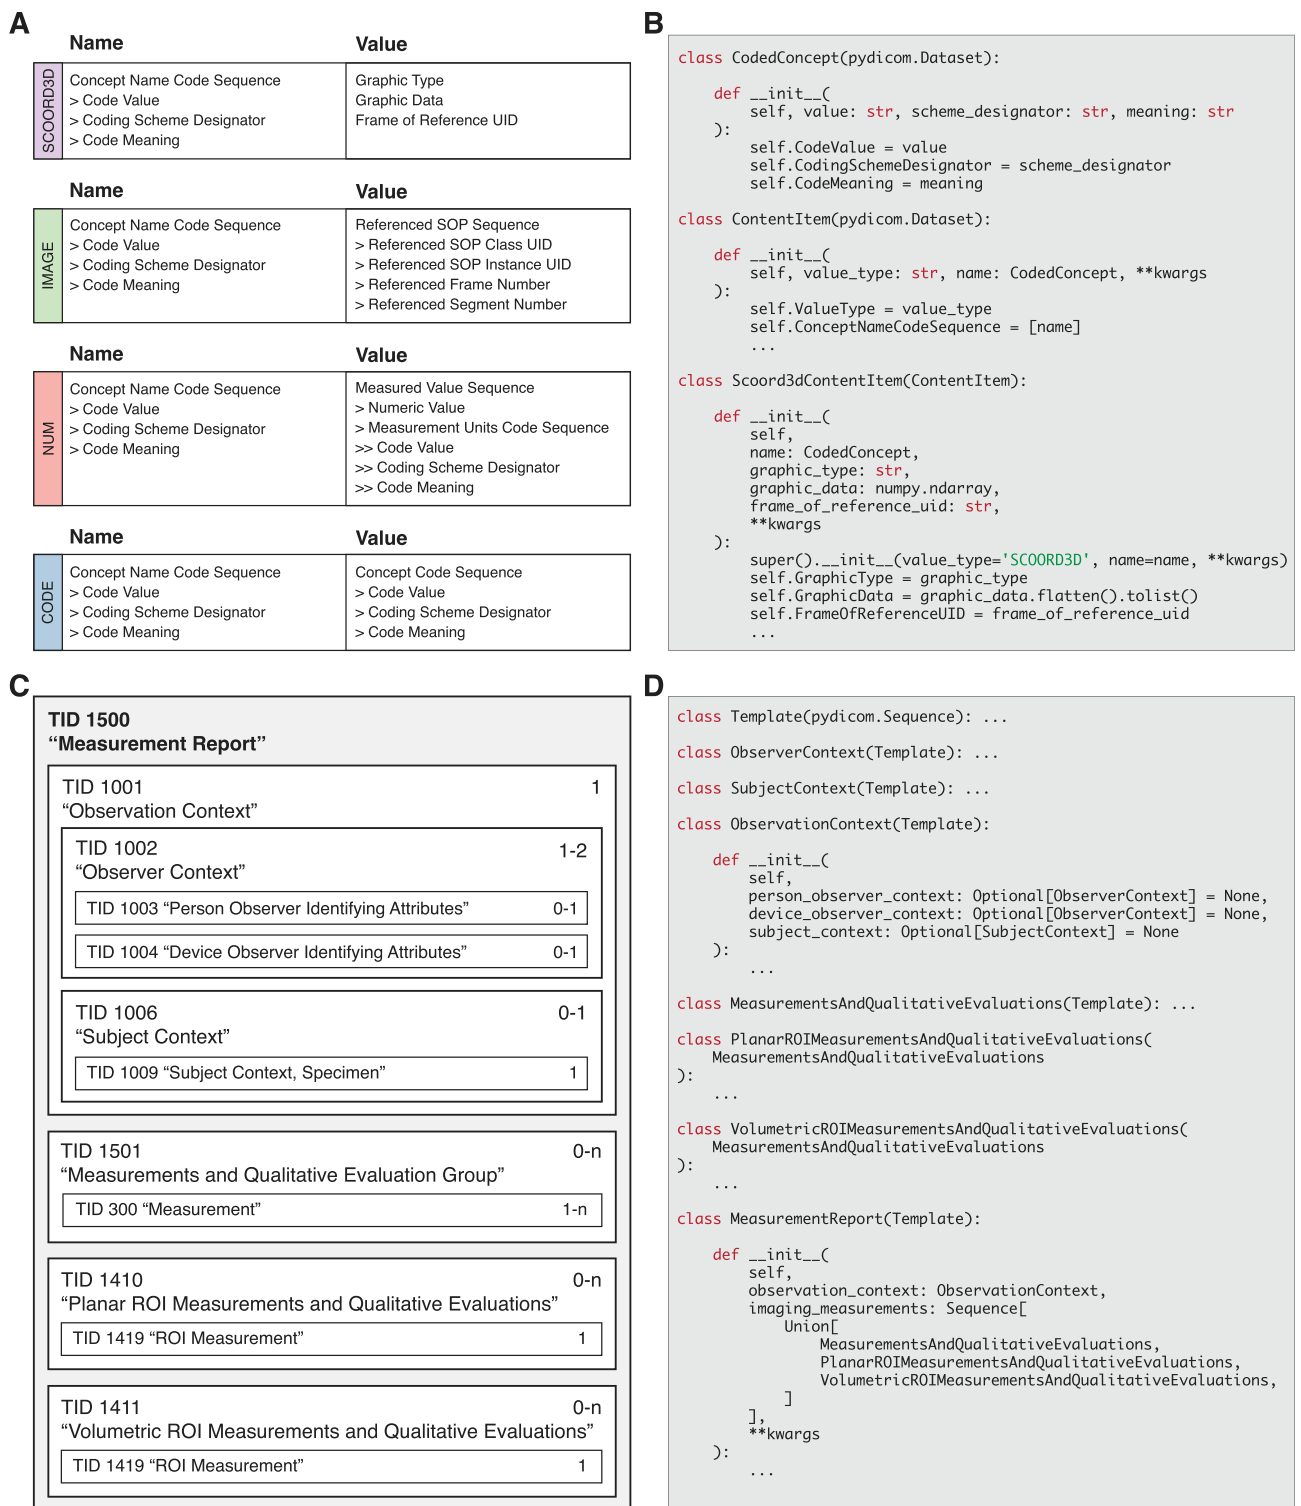 A
Name
Value
SCOORD3D
Concept Name Code Sequence
> Code Value
> Coding Scheme Designator
> Code Meaning
Graphic Type
Graphic Data
Frame of Reference UID
Name
Value
IMAGE
Concept Name Code Sequence
> Code Value
> Coding Scheme Designator
> Code Meaning
Referenced SOP Sequence
> Referenced SOP Class UID
> Referenced SOP Instance UID
> Referenced Frame Number
> Referenced Segment Number
Name
Value
NUM
Concept Name Code Sequence
> Code Value
> Coding Scheme Designator
> Code Meaning
Measured Value Sequence
> Numeric Value
> Measurement Units Code Sequence
>> Code Value
>> Coding Scheme Designator
>> Code Meaning
Name
Value
CODE
Concept Name Code Sequence
> Code Value
> Coding Scheme Designator
> Code Meaning
Concept Code Sequence
> Code Value
> Coding Scheme Designator
> Code Meaning
B
class CodedConcept(pydicom.Dataset):
def __init__(
self, value: str, scheme_designator: str, meaning: str
):
self.CodeValue = value
self.CodingSchemeDesignator = scheme_designator
self.CodeMeaning = meaning
class ContentItem(pydicom.Dataset):
def __init__(
self, value_type: str, name: CodedConcept, **kwargs
):
self.ValueType = value_type
self.ConceptNameCodeSequence = [name]
...
class Scoord3dContentItem(ContentItem):
def __init__(
self,
name: CodedConcept,
graphic_type: str,
graphic_data: numpy.ndarray,
frame_of_reference_uid: str,
**kwargs
):
super().__init__(value_type='SCOORD3D', name=name, **kwargs)
self.GraphicType = graphic_type
self.GraphicData = graphic_data.flatten().tolist()
self.FrameOfReferenceUID = frame_of_reference_uid
...
C
TID 1500
“Measurement Report”
TID 1001 1
“Observation Context”
TID 1002 1-2
“Observer Context”
TID 1003 “Person Observer Identifying Attributes” 0-1
TID 1004 “Device Observer Identifying Attributes” 0-1
TID 1006 0-1
“Subject Context”
TID 1009 “Subject Context, Specimen” 1
TID 1501 0-n
“Measurements and Qualitative Evaluation Group”
TID 300 “Measurement” 1-n
TID 1410 0-n
“Planar ROI Measurements and Qualitative Evaluations”
TID 1419 “ROI Measurement” 1
TID 1411 0-n
“Volumetric ROI Measurements and Qualitative Evaluations”
TID 1419 “ROI Measurement” 1
D
class Template(pydicom.Sequence): ...
class ObserverContext(Template): ...
class SubjectContext(Template): ...
class ObservationContext(Template):
def __init__(
self,
person_observer_context: Optional[ObserverContext] = None,
device_observer_context: Optional[ObserverContext] = None,
subject_context: Optional[SubjectContext] = None
):
...
class MeasurementsAndQualitativeEvaluations(Template): ...
class PlanarROIMeasurementsAndQualitativeEvaluations(
MeasurementsAndQualitativeEvaluations
):
...
class VolumetricROIMeasurementsAndQualitativeEvaluations(
MeasurementsAndQualitativeEvaluations
):
...
class MeasurementReport(Template):
def __init__(
self,
observation_context: ObservationContext,
imaging_measurements: Sequence[
Union[
MeasurementsAndQualitativeEvaluations,
PlanarROIMeasurementsAndQualitativeEvaluations,
VolumetricROIMeasurementsAndQualitativeEvaluations,
]
],
**kwargs
):
...